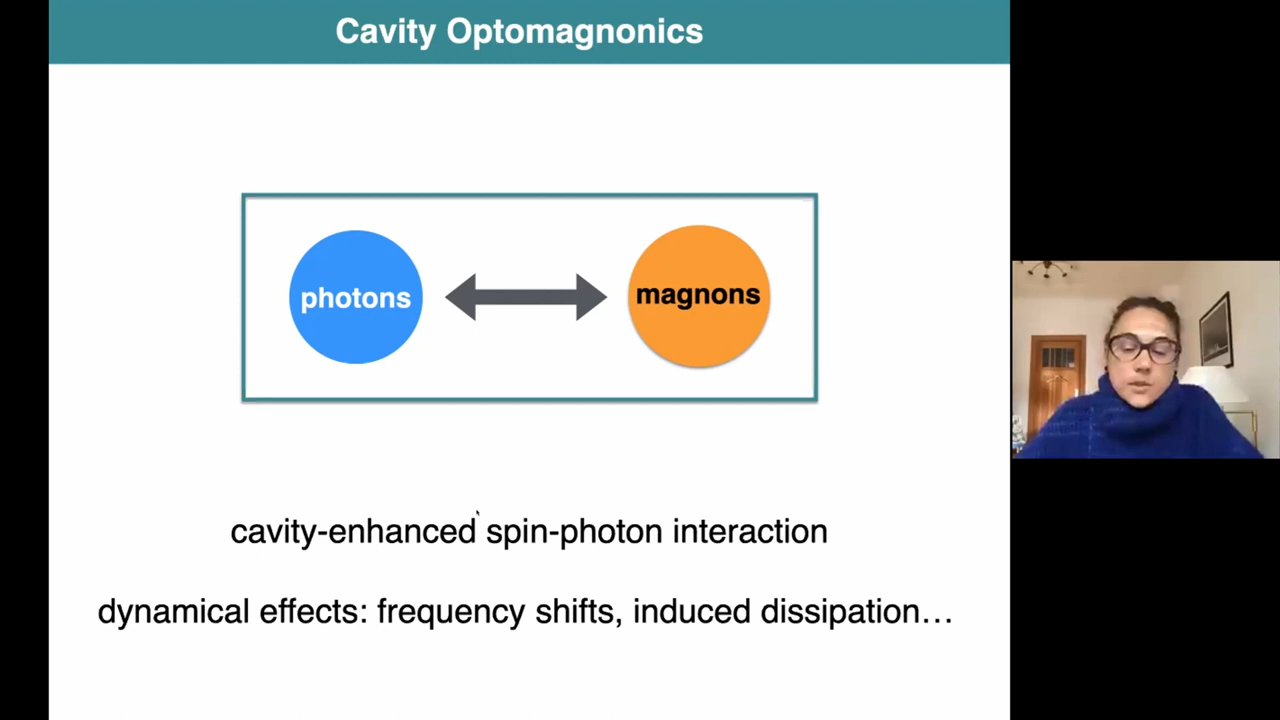 Cavity Optomagnonics
photons
magnons
cavity-enhanced spin-photon interaction
dynamical effects: frequency shifts, induced dissipation…